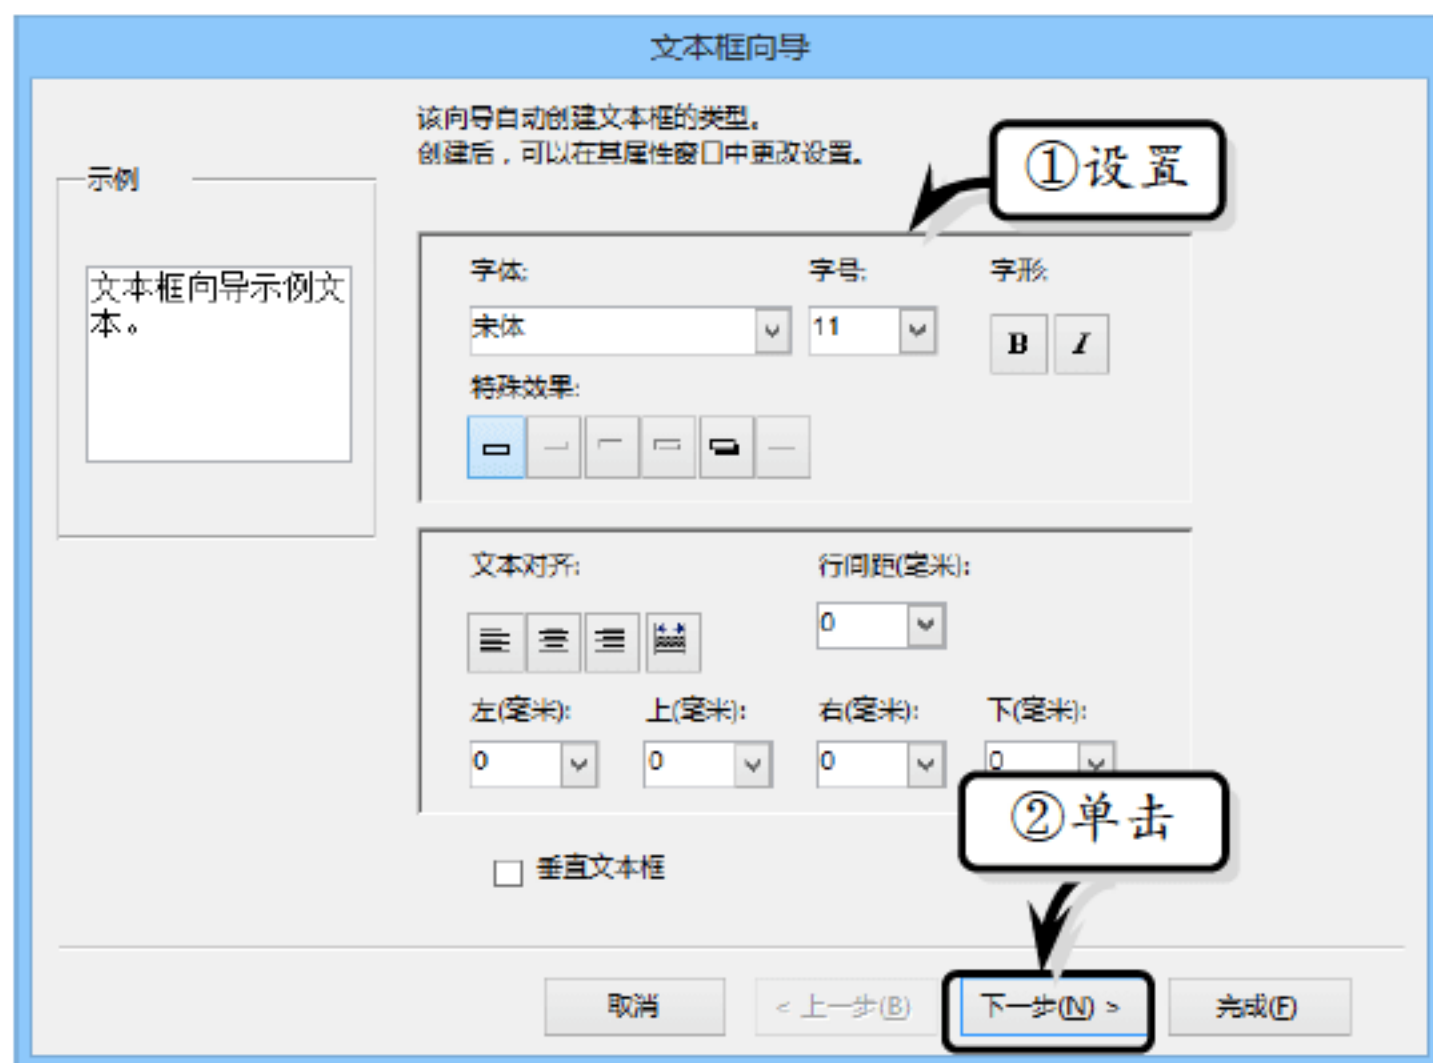 文本框向导
该向导自动创建文本框的类型。
创建后，可以在其属性窗口中更改设置。
①设置
示例
文本框向导示例文
本。
字体:
字号:
字形:
宋体
11
B
I
特殊效果:
文本对齐:
行间距(毫米):
0
左(毫米):
上(毫米):
右(毫米):
下(毫米):
0
0
0
0
②单击
垂直文本框
取消
< 上一步(B)
下一步(N) >
完成(F)